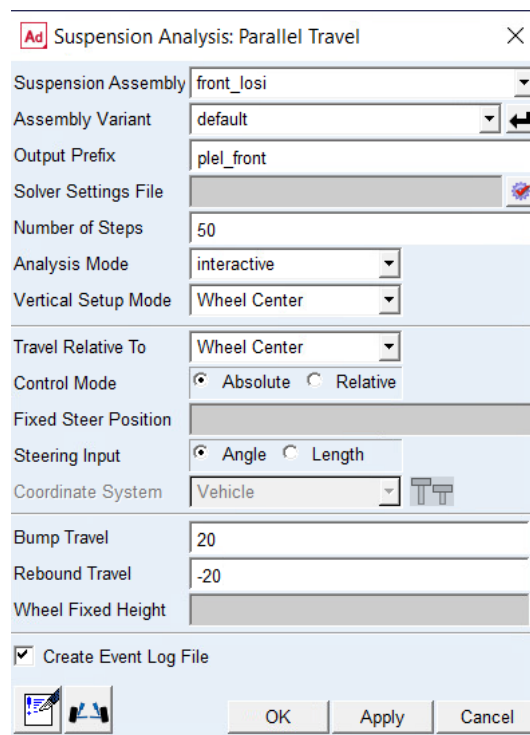 Ad Suspension Analysis: Parallel Travel
Suspension Assembly front_losi
Assembly Variant default
Output Prefix plel_front
Solver Settings File
Number of Steps 50
Analysis Mode interactive
Vertical Setup Mode Wheel Center
Travel Relative To Wheel Center
Control Mode Absolute Relative
Fixed Steer Position
Steering Input Angle Length
Coordinate System Vehicle
Bump Travel 20
Rebound Travel -20
Wheel Fixed Height
Create Event Log File
OK Apply Cancel